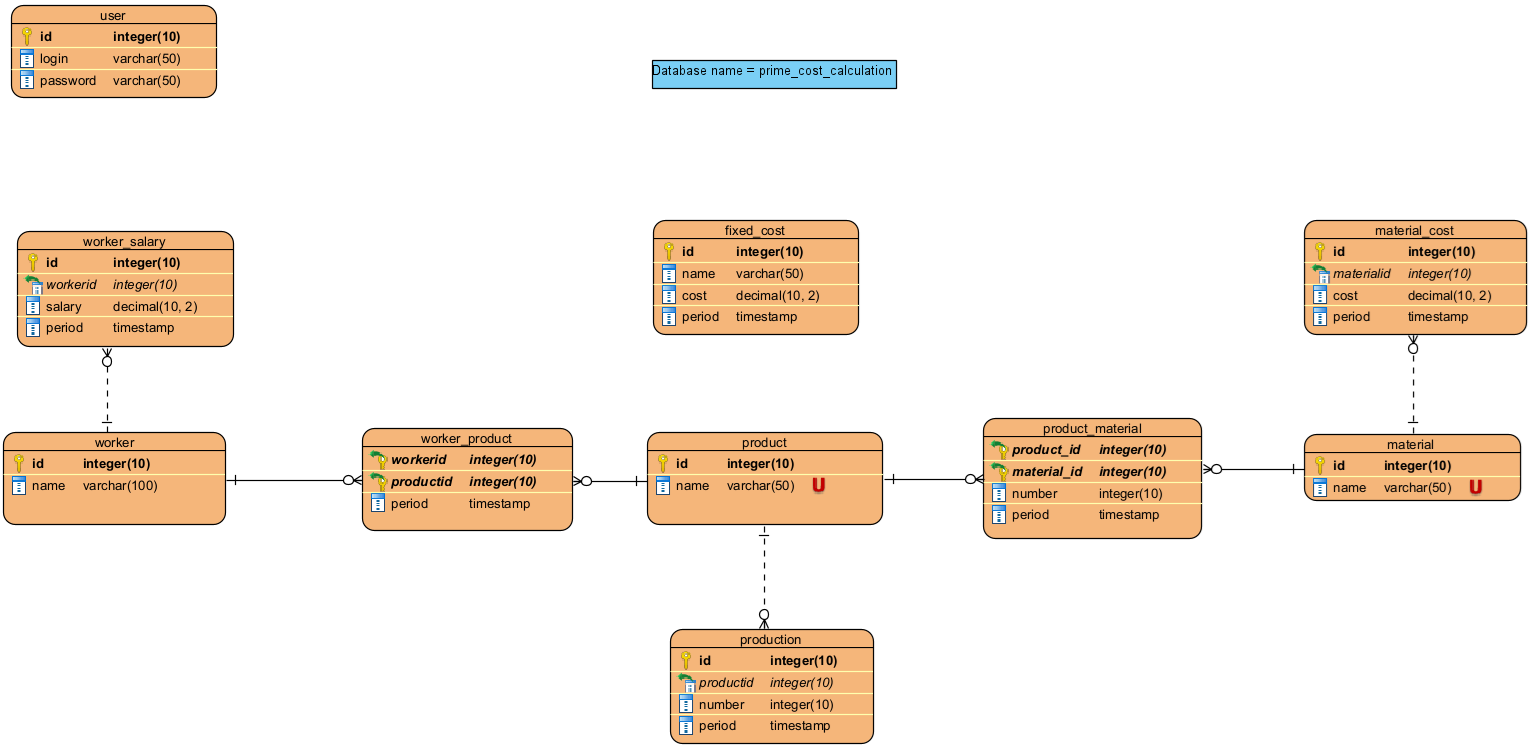 user
id integer(10)
login varchar(50)
password varchar(50)
Database name = prime_cost_calculation
worker_salary
id integer(10)
workerid integer(10)
salary decimal(10, 2)
period timestamp
fixed_cost
id integer(10)
name varchar(50)
cost decimal(10, 2)
period timestamp
material_cost
id integer(10)
materialid integer(10)
cost decimal(10, 2)
period timestamp
worker
id integer(10)
name varchar(100)
worker_product
workerid integer(10)
productid integer(10)
period timestamp
product
id integer(10)
name varchar(50) U
product_material
product_id integer(10)
material_id integer(10)
number integer(10)
period timestamp
material
id integer(10)
name varchar(50) U
production
id integer(10)
productid integer(10)
number integer(10)
period timestamp